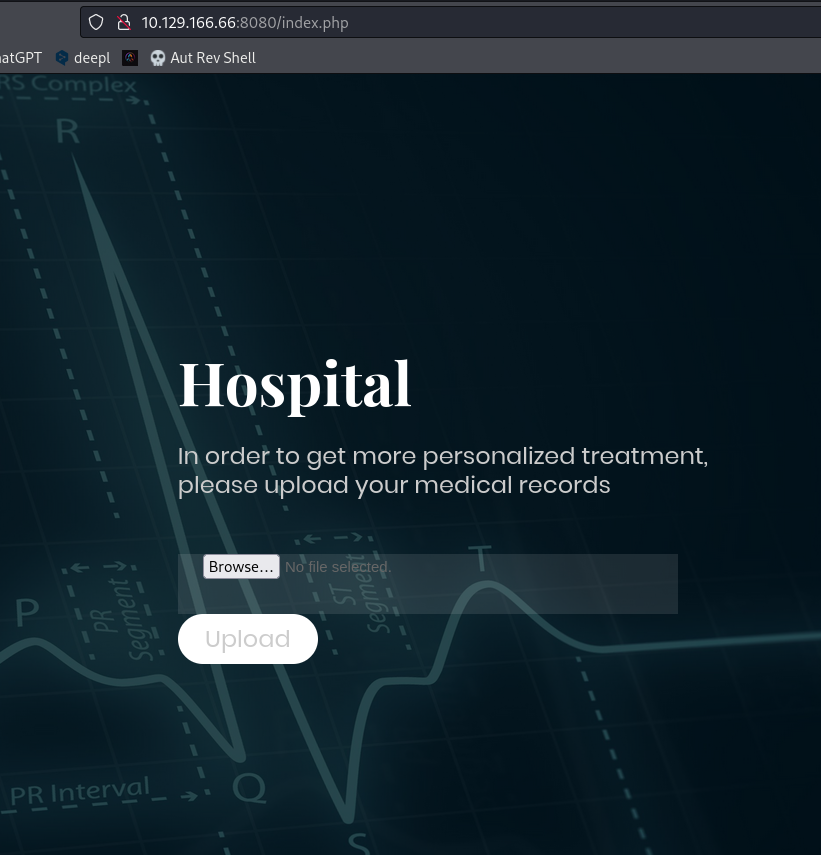 10.129.166.66:8080/index.php
atGPT deepl Aut Rev Shell
RS Complex
R
Hospital
In order to get more personalized treatment,
please upload your medical records
Browse... No file selected.
Upload
P
PR
Segment
ST
Segment
T
PR Interval
Q
S